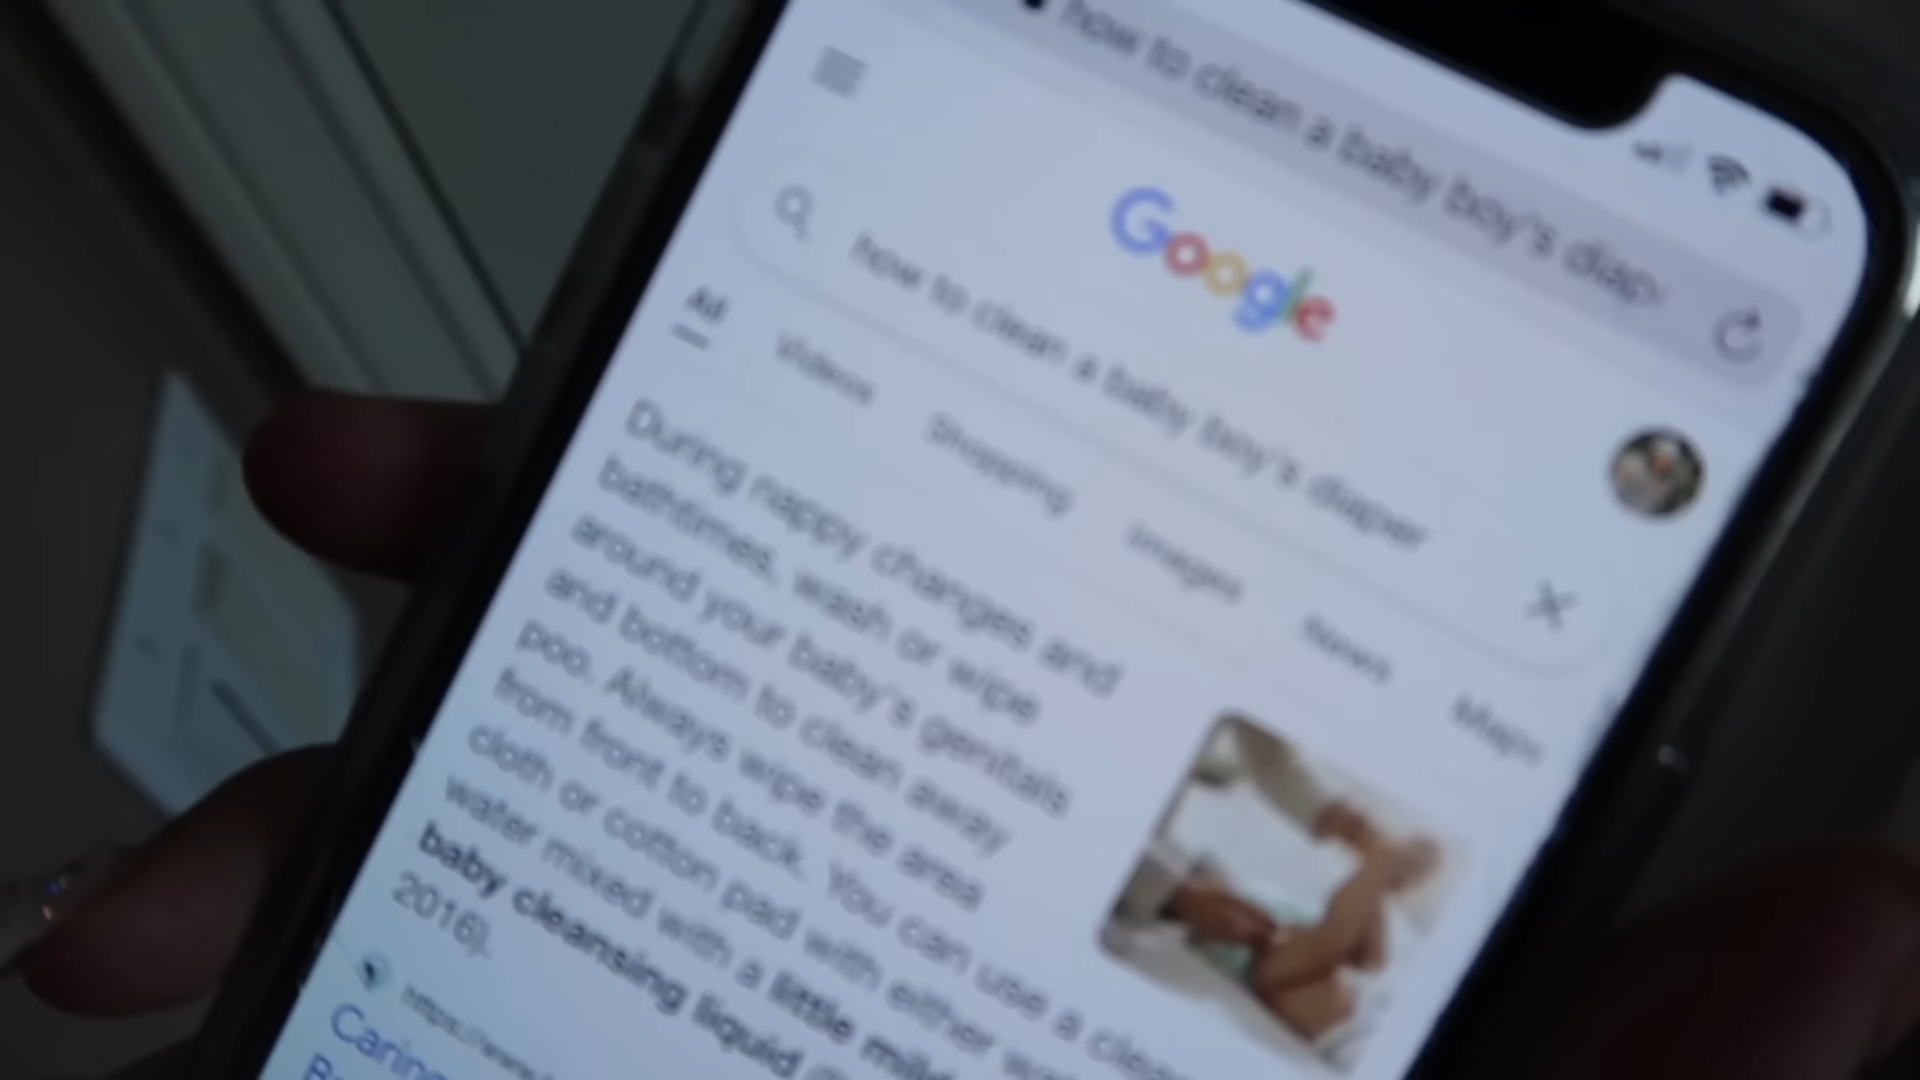 how to clean a baby boy's diap
Google
how to clean a baby boy's diaper
All Videos Shopping Images News Maps
During nappy changes and
bathtimes, wash or wipe
around your baby's genitals
and bottom to clean away
poo. Always wipe the area
from front to back. You can use a clean
cloth or cotton pad with either
water mixed with a little mild
baby cleansing liquid
2016).
https://www.
Caring